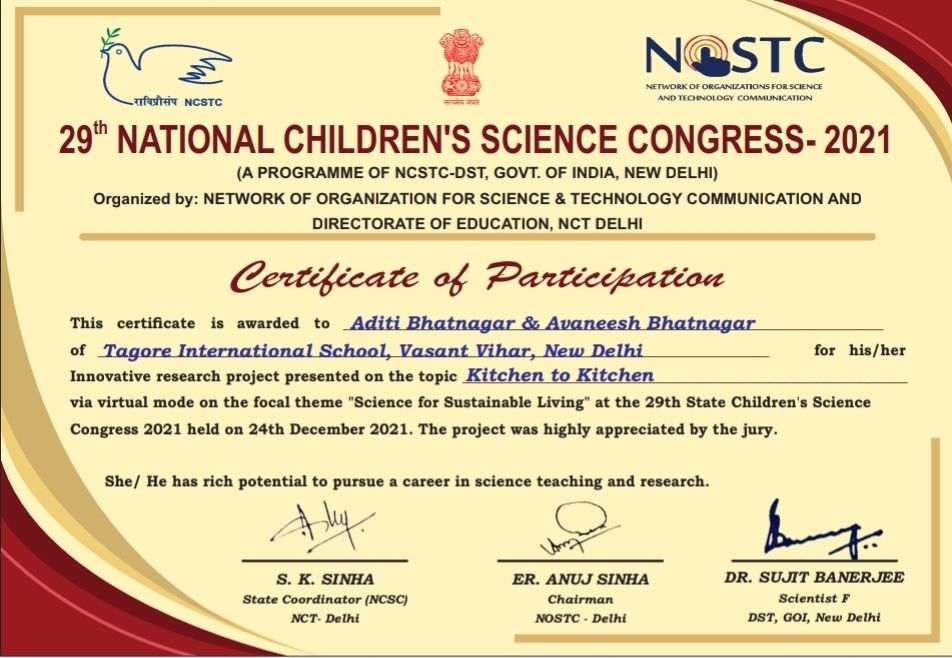 राविप्रौसंप NCSTC
सत्यमेव जयते
NOSTC
NETWORK OF ORGANIZATIONS FOR SCIENCE
AND TECHNOLOGY COMMUNICATION
29th NATIONAL CHILDREN'S SCIENCE CONGRESS- 2021
(A PROGRAMME OF NCSTC-DST, GOVT. OF INDIA, NEW DELHI)
Organized by: NETWORK OF ORGANIZATION FOR SCIENCE & TECHNOLOGY COMMUNICATION AND
DIRECTORATE OF EDUCATION, NCT DELHI
Certificate of Participation
This certificate is awarded to Aditi Bhatnagar & Avaneesh Bhatnagar
of Tagore International School, Vasant Vihar, New Delhi for his/her
Innovative research project presented on the topic Kitchen to Kitchen
via virtual mode on the focal theme "Science for Sustainable Living" at the 29th State Children's Science
Congress 2021 held on 24th December 2021. The project was highly appreciated by the jury.
She/ He has rich potential to pursue a career in science teaching and research.
S. K. SINHA
State Coordinator (NCSC)
NCT- Delhi
ER. ANUJ SINHA
Chairman
NOSTC - Delhi
DR. SUJIT BANERJEE
Scientist F
DST, GOI, New Delhi